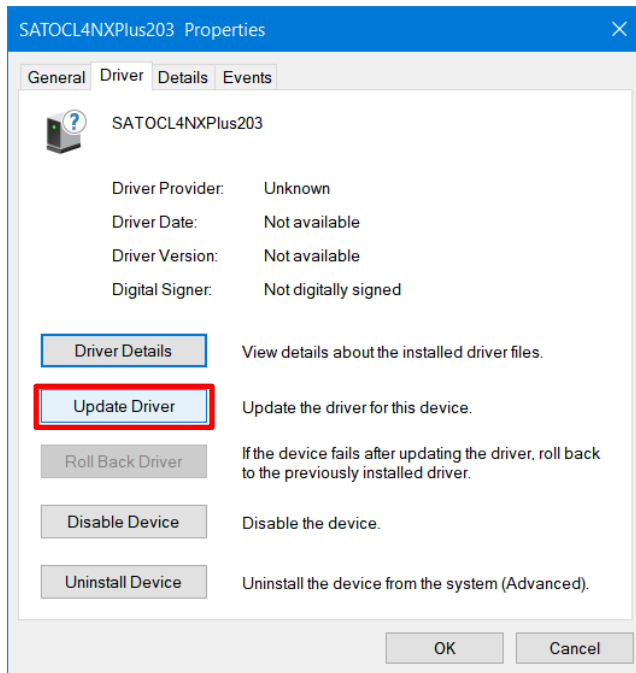 SATOCL4NXPlus203 Properties
General Driver Details Events
SATOCL4NXPlus203
Driver Provider: Unknown
Driver Date: Not available
Driver Version: Not available
Digital Signer: Not digitally signed
Driver Details View details about the installed driver files.
Update Driver Update the driver for this device.
Roll Back Driver If the device fails after updating the driver, roll back
to the previously installed driver.
Disable Device Disable the device.
Uninstall Device Uninstall the device from the system (Advanced).
OK Cancel